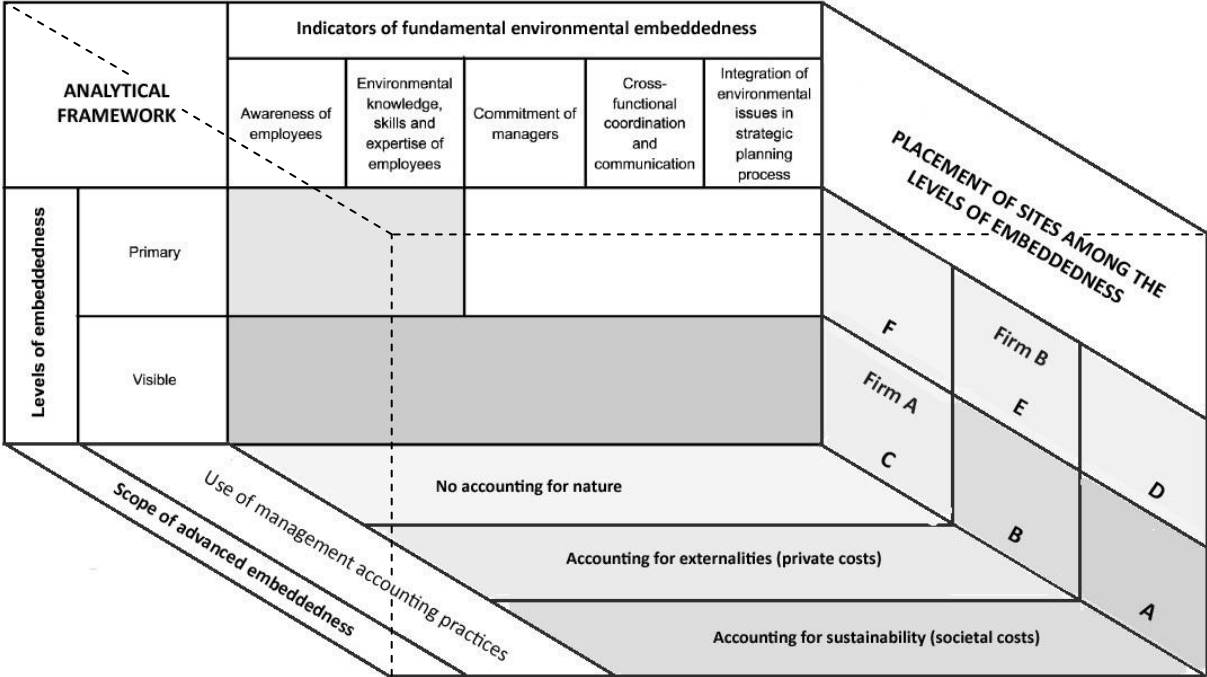 ANALYTICAL
FRAMEWORK
Indicators of fundamental environmental embeddedness
Awareness of
employees
Environmental
knowledge,
skills and
expertise of
employees
Commitment of
managers
Cross-
functional
coordination
and
communication
Integration of
environmental
issues in
strategic
planning
process
PLACEMENT OF SITES AMONG THE
LEVELS OF EMBEDDEDNESS
Levels of embeddedness
Primary
Visible
F
Firm B
E
D
Firm A
C
B
A
No accounting for nature
Accounting for externalities (private costs)
Accounting for sustainability (societal costs)
Use of management accounting practices
Scope of advanced embeddedness